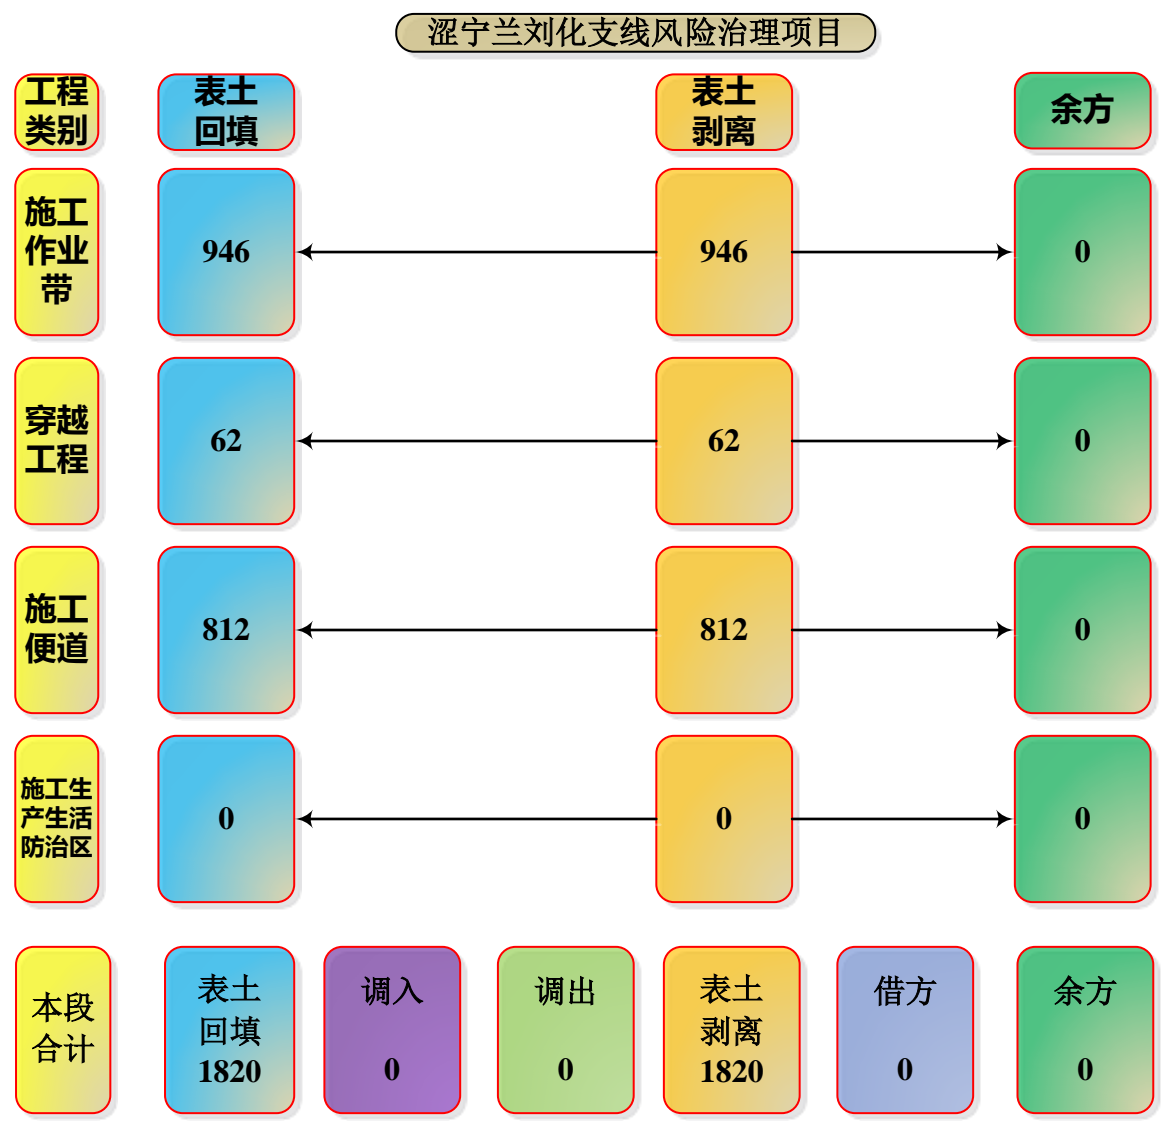 涩宁兰刘化支线风险治理项目
工程
类别
表土
回填
表土
剥离
余方
施工
作业
带
946
946
0
穿越
工程
62
62
0
施工
便道
812
812
0
施工生
产生活
防治区
0
0
0
本段
合计
表土
回填
1820
调入
0
调出
0
表土
剥离
1820
借方
0
余方
0